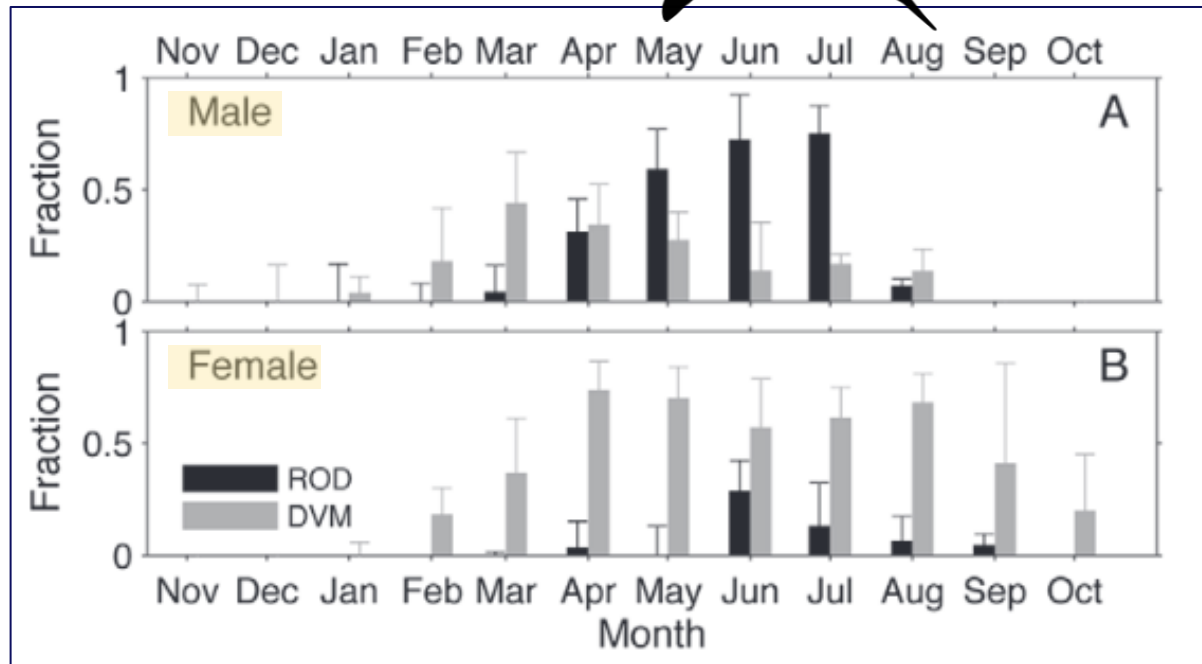 Nov Dec Jan Feb Mar Apr May Jun Jul Aug Sep Oct
1
Male
A
Fraction
0.5
0
1
Female
B
Fraction
0.5
ROD
DVM
0
Nov Dec Jan Feb Mar Apr May Jun Jul Aug Sep Oct
Month